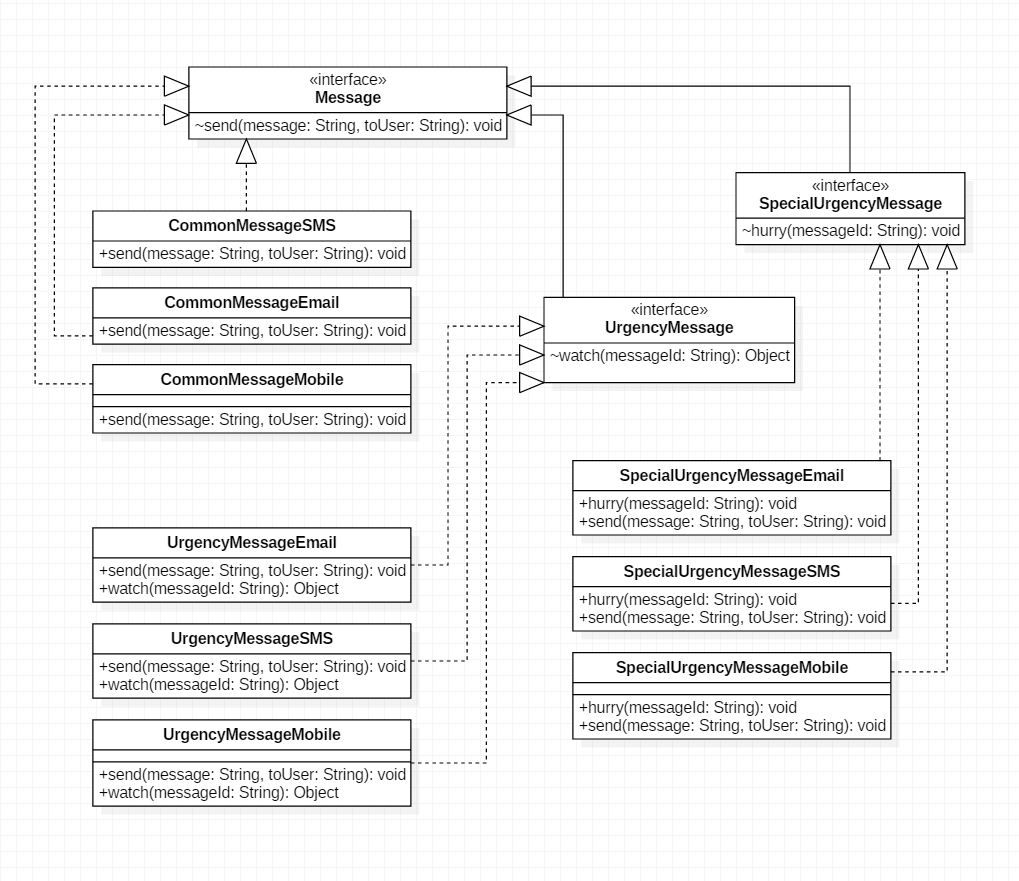 «interface»
Message
~send(message: String, toUser: String): void
«interface»
SpecialUrgencyMessage
~hurry(messageId: String): void
CommonMessageSMS
+send(message: String, toUser: String): void
CommonMessageEmail
+send(message: String, toUser: String): void
CommonMessageMobile
+send(message: String, toUser: String): void
«interface»
UrgencyMessage
~watch(messageId: String): Object
UrgencyMessageEmail
+send(message: String, toUser: String): void
+watch(messageId: String): Object
UrgencyMessageSMS
+send(message: String, toUser: String): void
+watch(messageId: String): Object
UrgencyMessageMobile
+send(message: String, toUser: String): void
+watch(messageId: String): Object
SpecialUrgencyMessageEmail
+hurry(messageId: String): void
+send(message: String, toUser: String): void
SpecialUrgencyMessageSMS
+hurry(messageId: String): void
+send(message: String, toUser: String): void
SpecialUrgencyMessageMobile
+hurry(messageId: String): void
+send(message: String, toUser: String): void